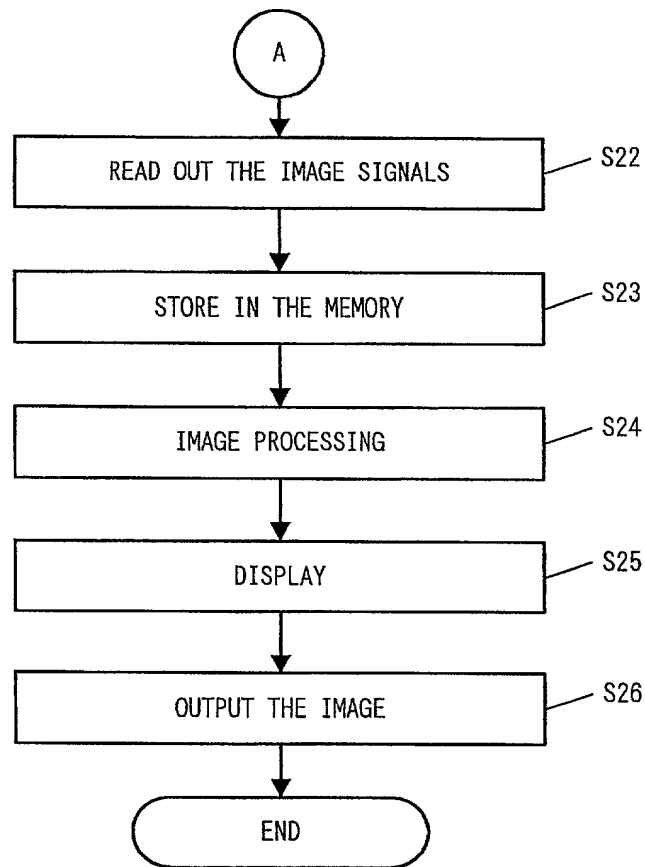 A
READ OUT THE IMAGE SIGNALS
S22
STORE IN THE MEMORY
S23
IMAGE PROCESSING
S24
DISPLAY
S25
OUTPUT THE IMAGE
S26
END